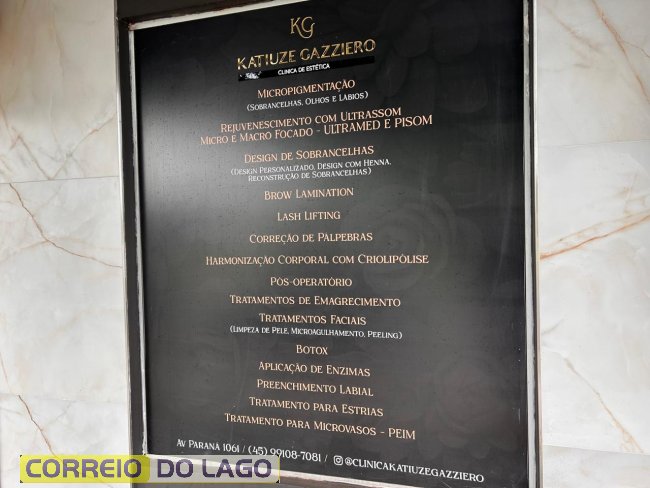 KG
KATIUZE GAZZIERO
CLINICA DE ESTÉTICA
MICROPIGMENTAÇÃO
(SOBRANCELHAS, OLHOS E LÁBIOS)
REJUVENESCIMENTO COM ULTRASSOM
MICRO E MACRO FOCADO - ULTRAMED E PISOM
DESIGN DE SOBRANCELHAS
(DESIGN PERSONALIZADO, DESIGN COM HENNA,
RECONSTRUÇÃO DE SOBRANCELHAS)
BROW LAMINATION
LASH LIFTING
CORREÇÃO DE PALPEBRAS
HARMONIZAÇÃO CORPORAL COM CRIOLIPÓLISE
PÓS-OPERATÓRIO
TRATAMENTOS DE EMAGRECIMENTO
TRATAMENTOS FACIAIS
(LIMPEZA DE PELE, MICROAGULHAMENTO, PEELING)
BOTOX
APLICAÇÃO DE ENZIMAS
PREENCHIMENTO LABIAL
TRATAMENTO PARA ESTRIAS
TRATAMENTO PARA MICROVASOS - PEIM
AV PARANÁ 1061 / (45) 99108-7081 / @CLINICAKATIUZEGAZZIERO
CORREIO DO LAGO